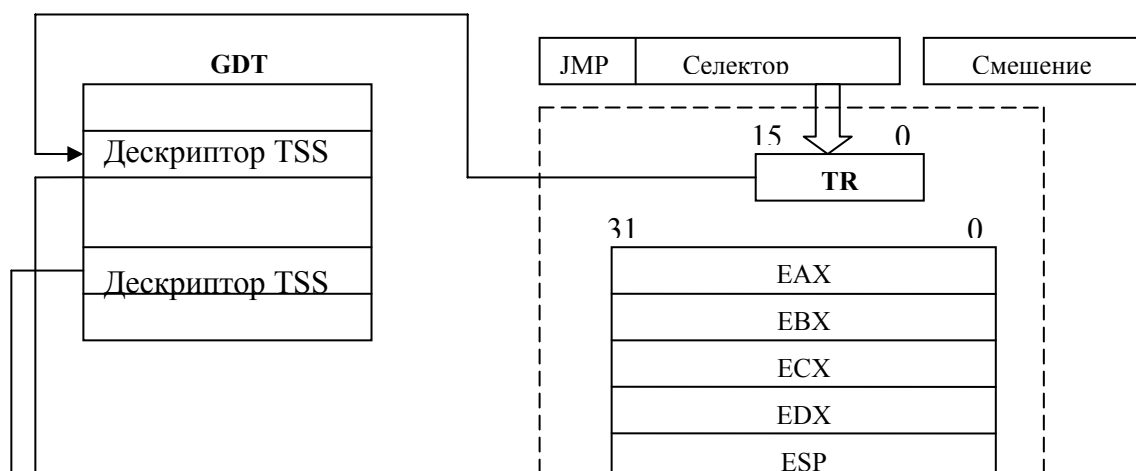 GDT
Дескриптор TSS
Дескриптор TSS
JMP Селектор Смешение
15 0
TR
31 0
EAX
EBX
ECX
EDX
ESP